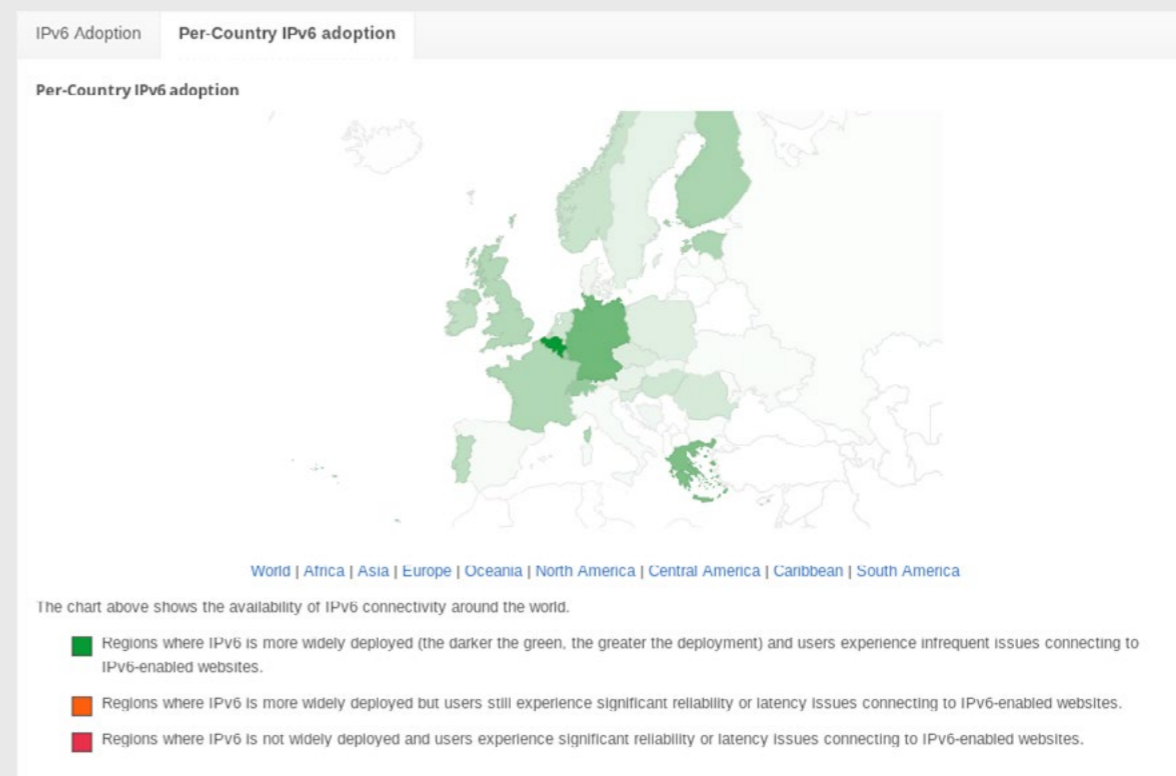 IPv6 Adoption
Per-Country IPv6 adoption
Per-Country IPv6 adoption
World | Africa | Asia | Europe | Oceania | North America | Central America | Caribbean | South America
The chart above shows the availability of IPv6 connectivity around the world.
Regions where IPv6 is more widely deployed (the darker the green, the greater the deployment) and users experience infrequent issues connecting to
IPv6-enabled websites.
Regions where IPv6 is more widely deployed but users still experience significant reliability or latency issues connecting to IPv6-enabled websites.
Regions where IPv6 is not widely deployed and users experience significant reliability or latency issues connecting to IPv6-enabled websites.